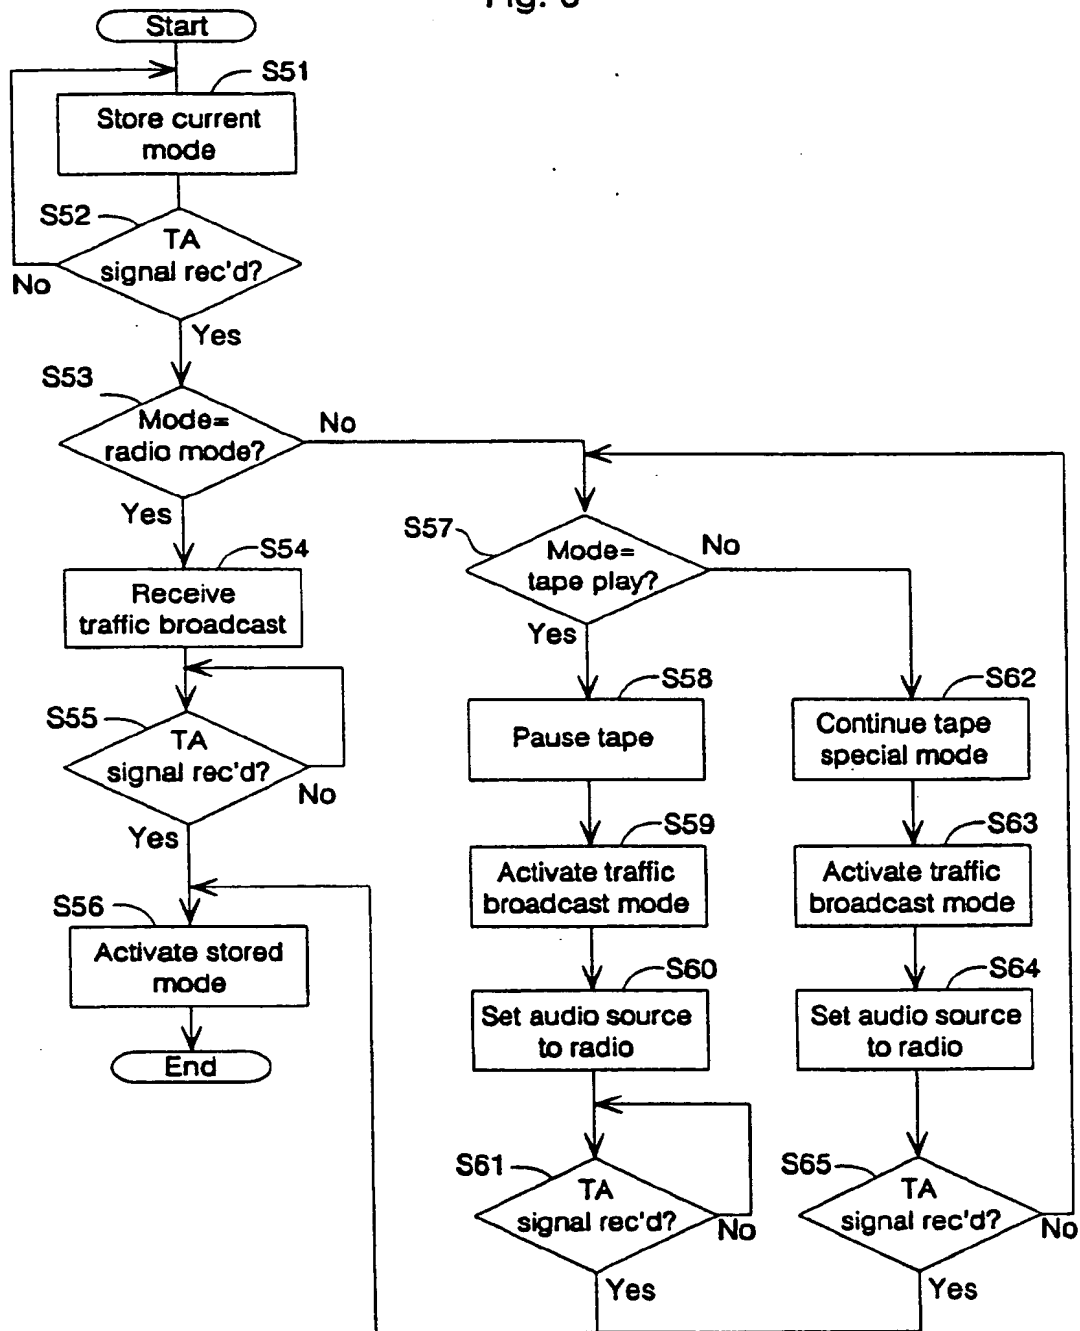 Start
S51
Store current
mode
S52
TA
signal rec'd?
No
Yes
S53
Mode=
radio mode?
No
Yes
S54
Receive
traffic broadcast
S55
TA
signal rec'd?
No
Yes
S56
Activate stored
mode
End
S57
Mode=
tape play?
No
Yes
S58
Pause tape
S59
Activate traffic
broadcast mode
S60
Set audio source
to radio
S61
TA
signal rec'd?
No
Yes
S62
Continue tape
special mode
S63
Activate traffic
broadcast mode
S64
Set audio source
to radio
S65
TA
signal rec'd?
No
Yes